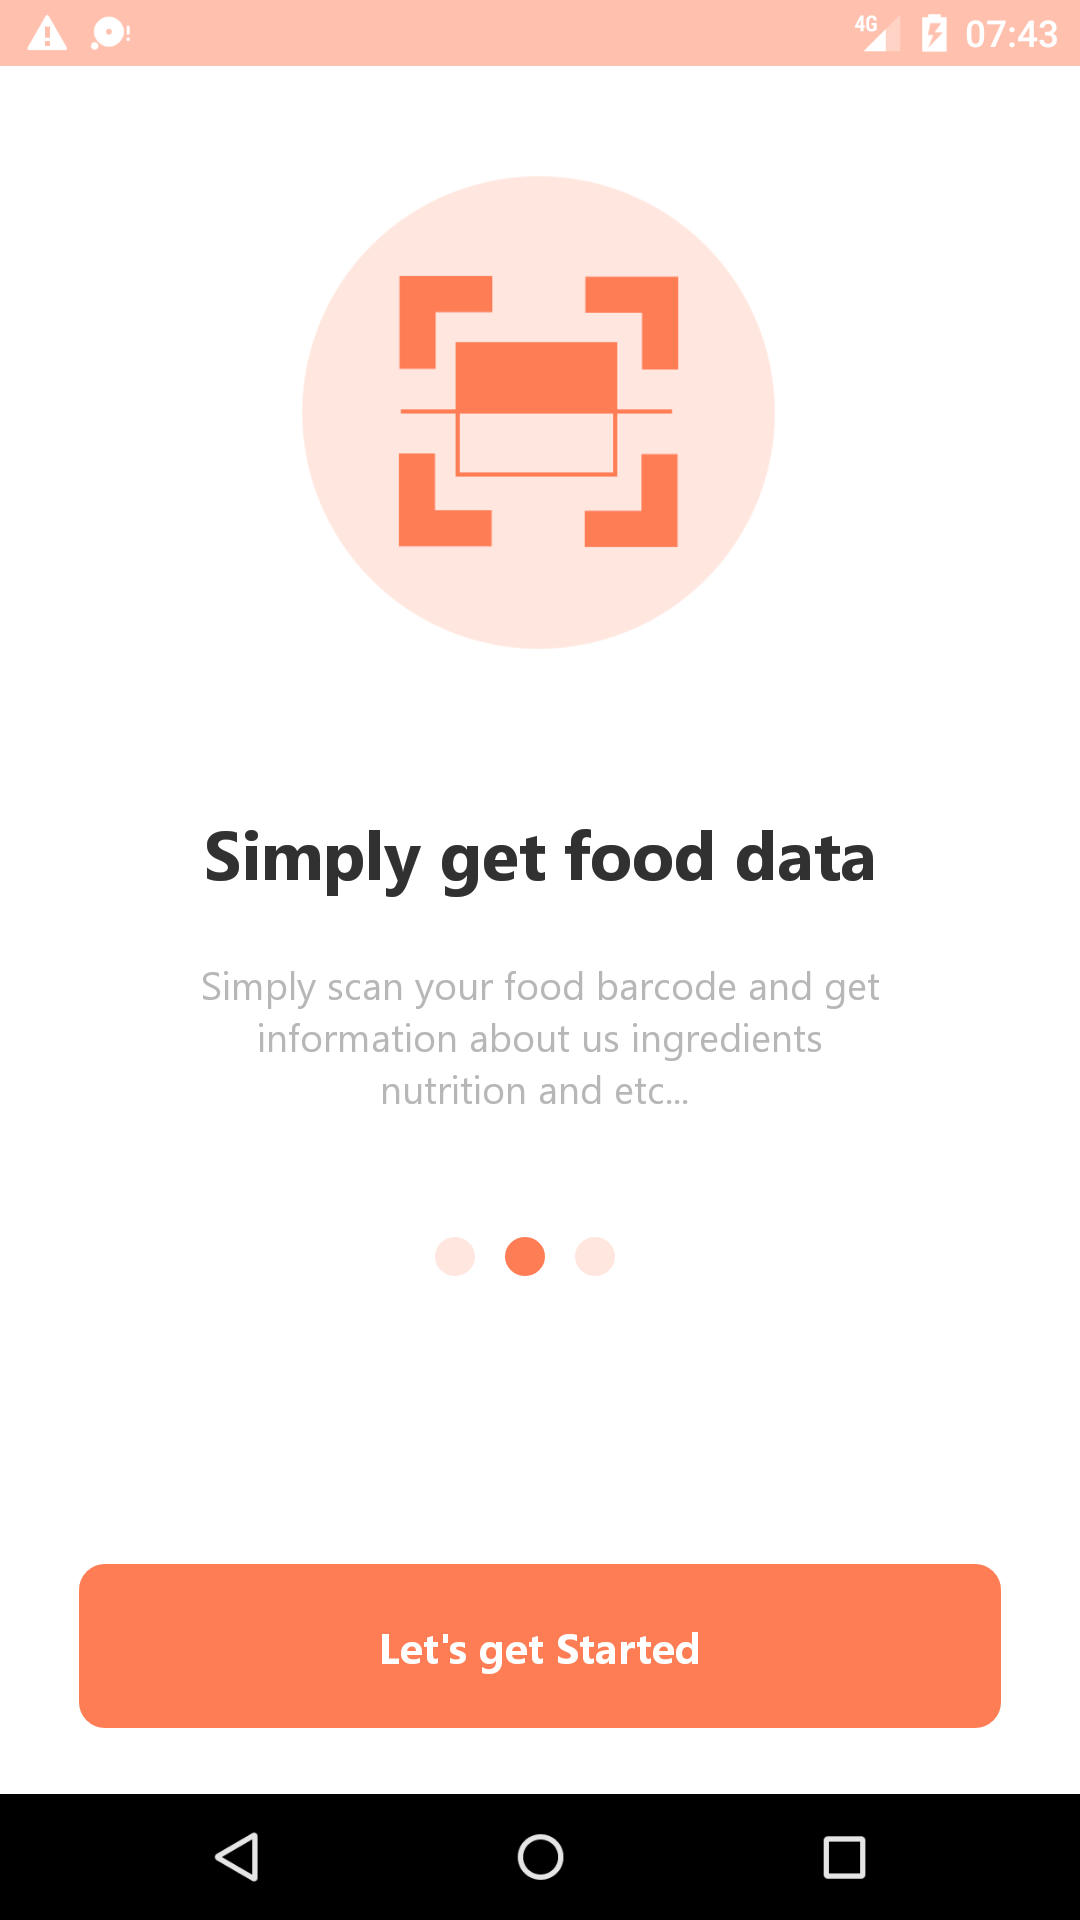 4G 07:43
Simply get food data
Simply scan your food barcode and get
information about us ingredients
nutrition and etc...
Let's get Started